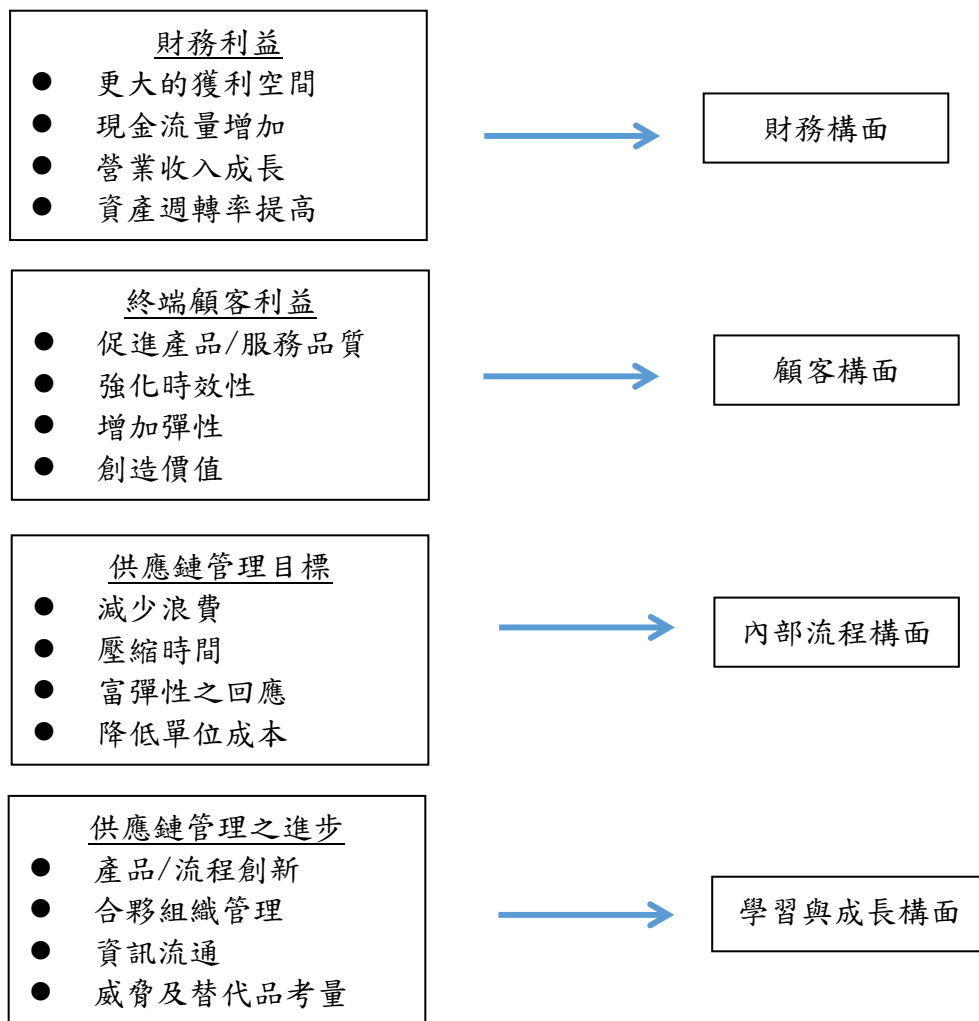 財務利益
● 更大的獲利空間
● 現金流量增加
● 營業收入成長
● 資產週轉率提高
財務構面
終端顧客利益
● 促進產品/服務品質
● 強化時效性
● 增加彈性
● 創造價值
顧客構面
供應鏈管理目標
● 減少浪費
● 壓縮時間
● 富彈性之回應
● 降低單位成本
內部流程構面
供應鏈管理之進步
● 產品/流程創新
● 合夥組織管理
● 資訊流通
● 威脅及替代品考量
學習與成長構面